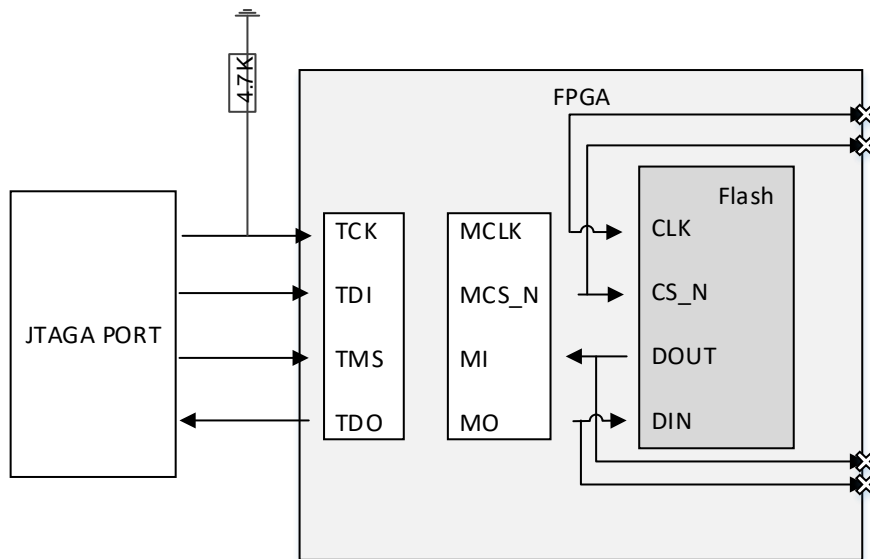 4.7K
FPGA
Flash
JTAGA PORT
TCK
TDI
TMS
TDO
MCLK
MCS_N
MI
MO
CLK
CS_N
DOUT
DIN